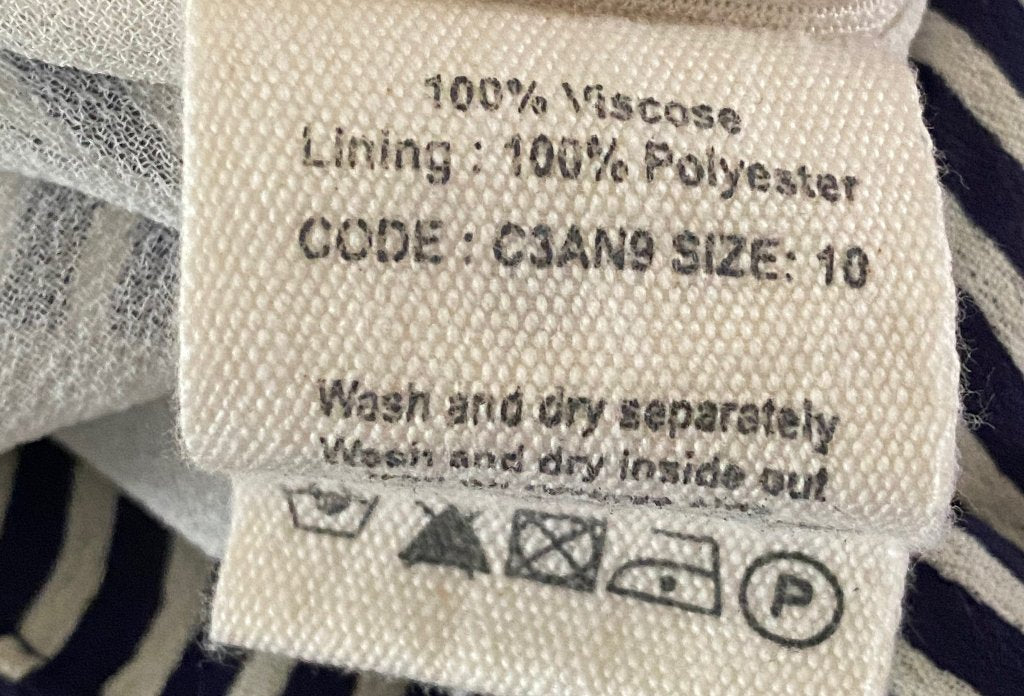 100% Viscose
Lining : 100% Polyester
CODE : C3AN9 SIZE: 10
Wash and dry separately
Wash and dry inside out
P